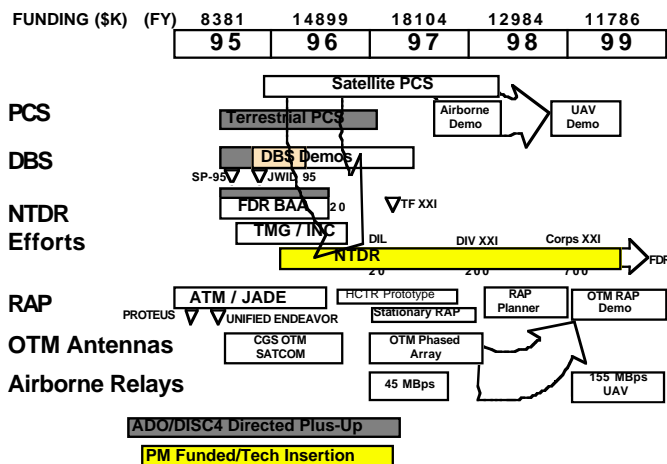 FUNDING ($K) (FY) 8381 14899 18104 12984 11786
95 96 97 98 99
Satellite PCS
PCS
Terrestrial PCS
Airborne Demo
UAV Demo
DBS
DBS Demos
SP-95 JWID 95
NTDR Efforts
FDR BAA 20
TF XXI
TMG / INC
DIL DIV XXI Corps XXI
NTDR
FDR
20 200 700
RAP
ATM / JADE
HCTR Prototype
RAP Planner
OTM RAP Demo
PROTEUS UNIFIED ENDEAVOR
Stationary RAP
OTM Antennas
CGS OTM SATCOM
OTM Phased Array
Airborne Relays
45 MBps
155 MBps UAV
ADO/DISC4 Directed Plus-Up
PM Funded/Tech Insertion